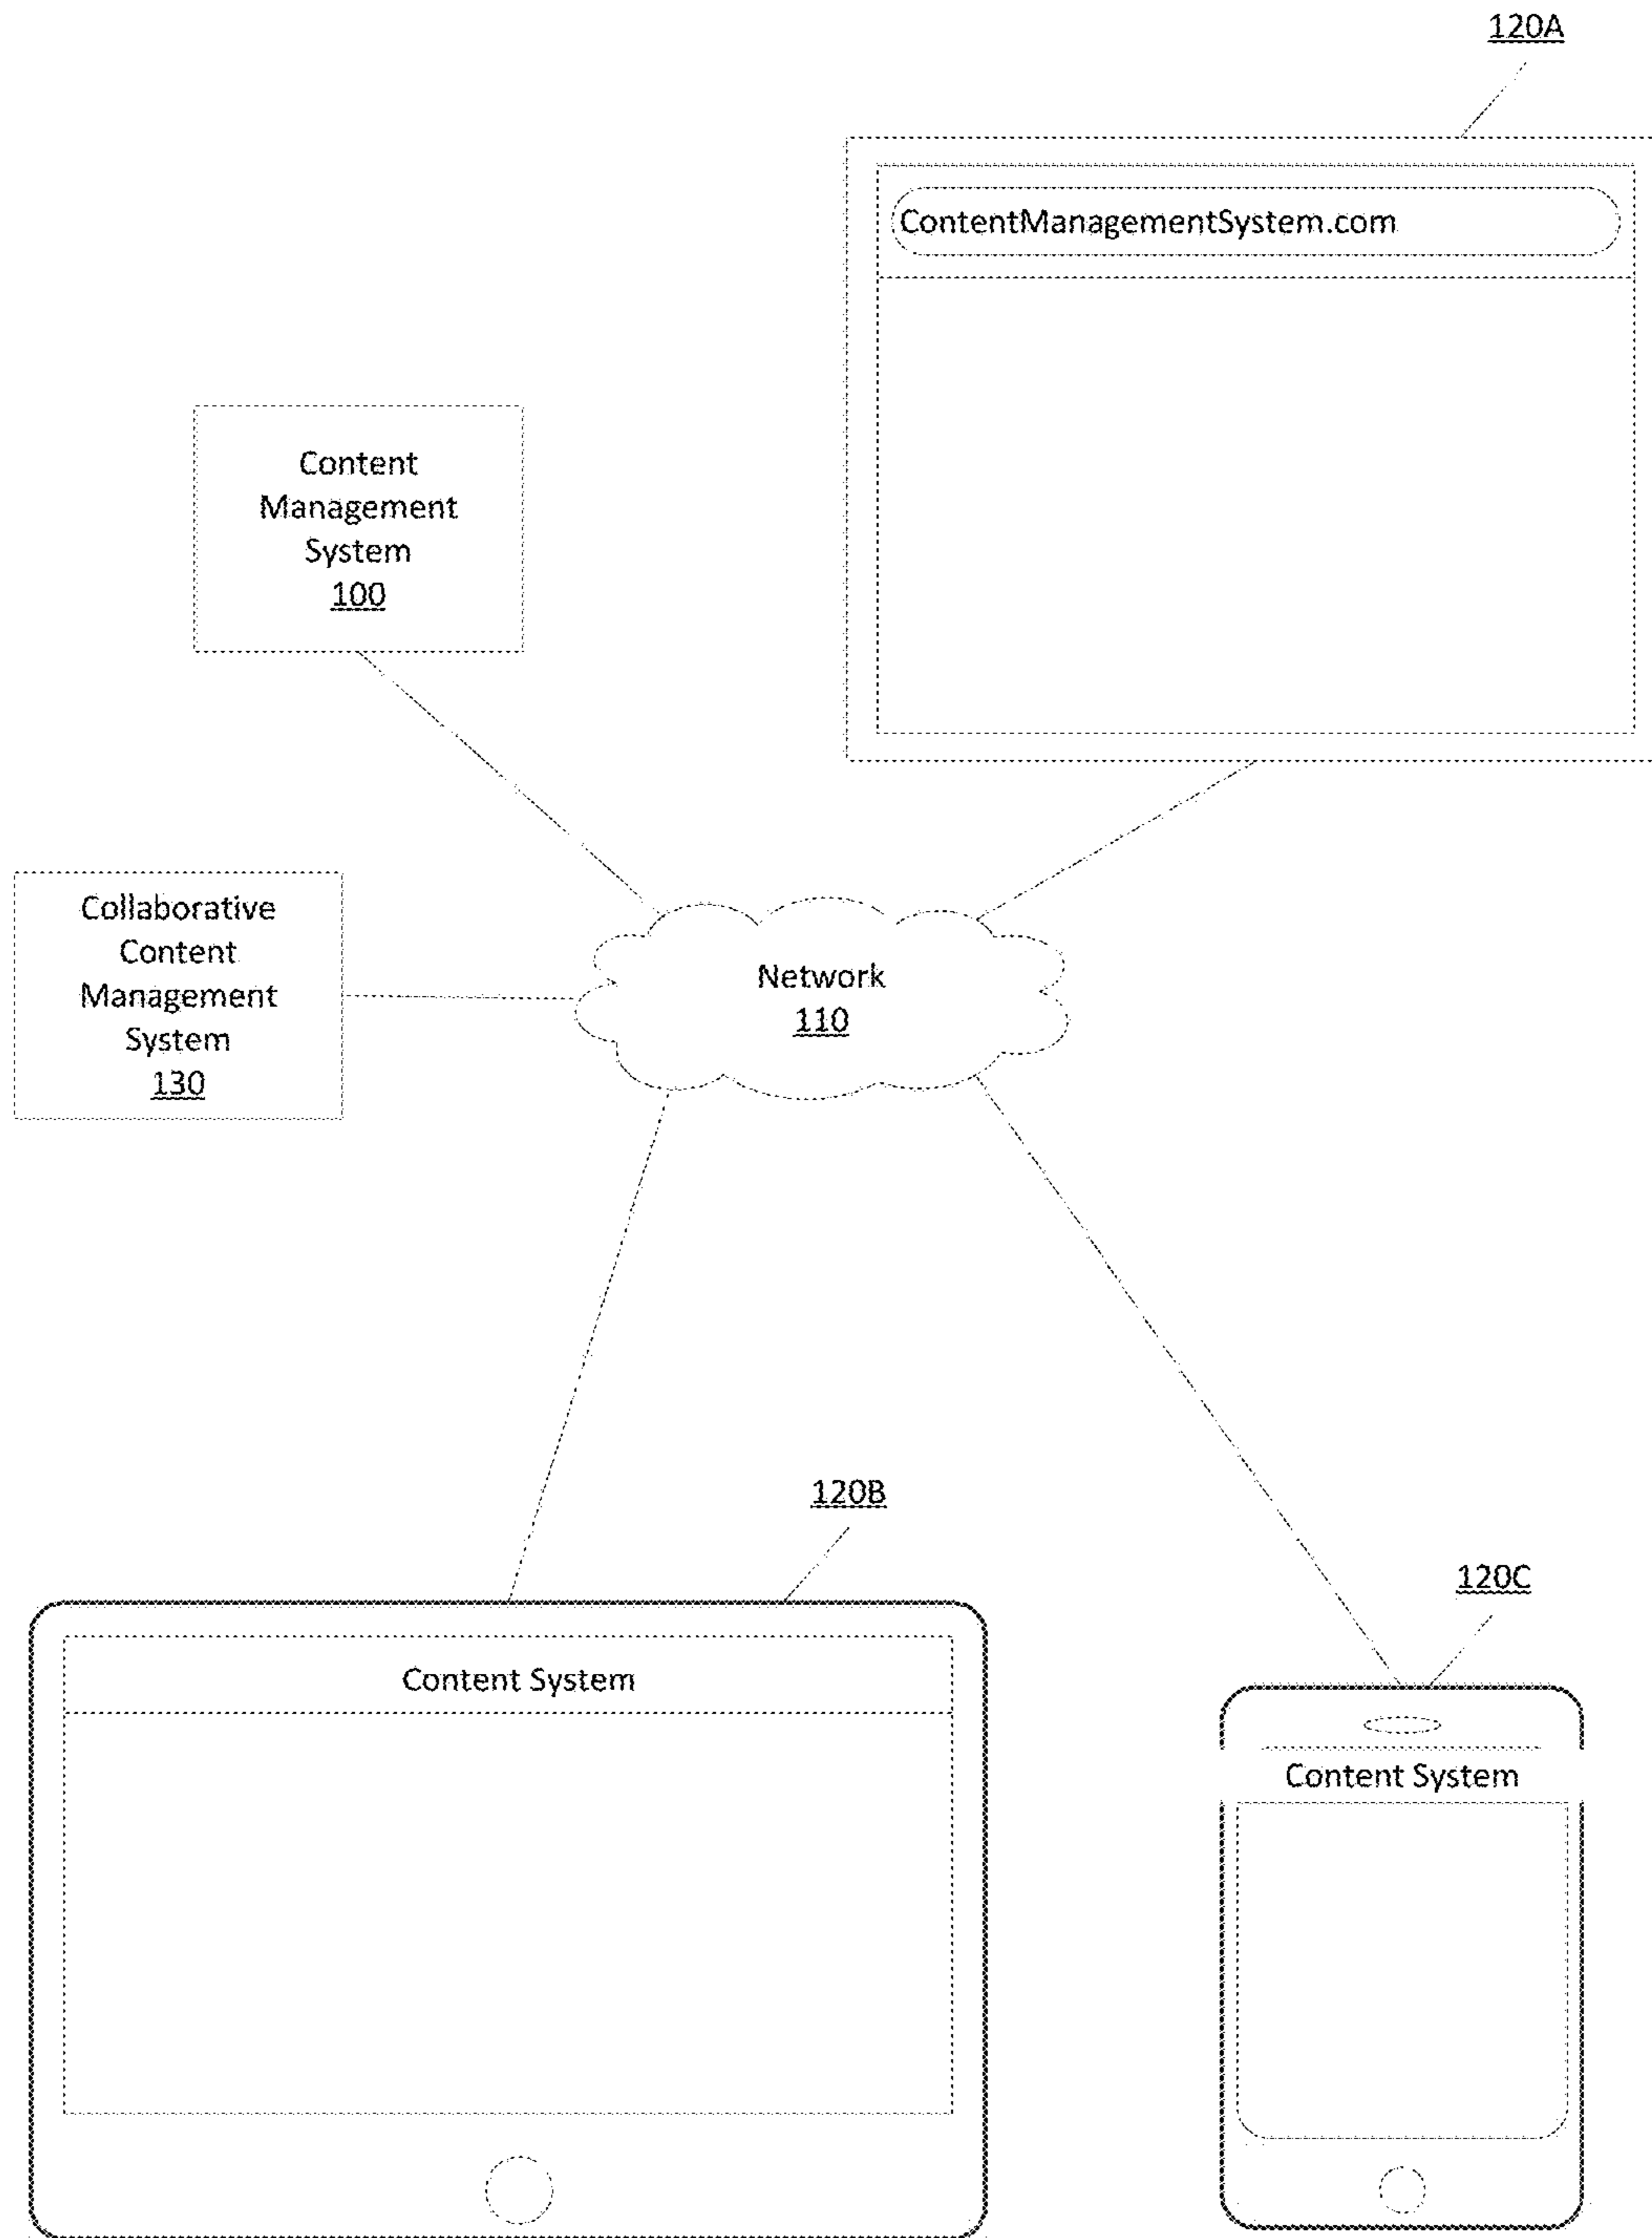 120A
ContentManagementSystem.com
Content
Management
System
100
Collaborative
Content
Management
System
130
Network
110
120B
120C
Content System
Content System